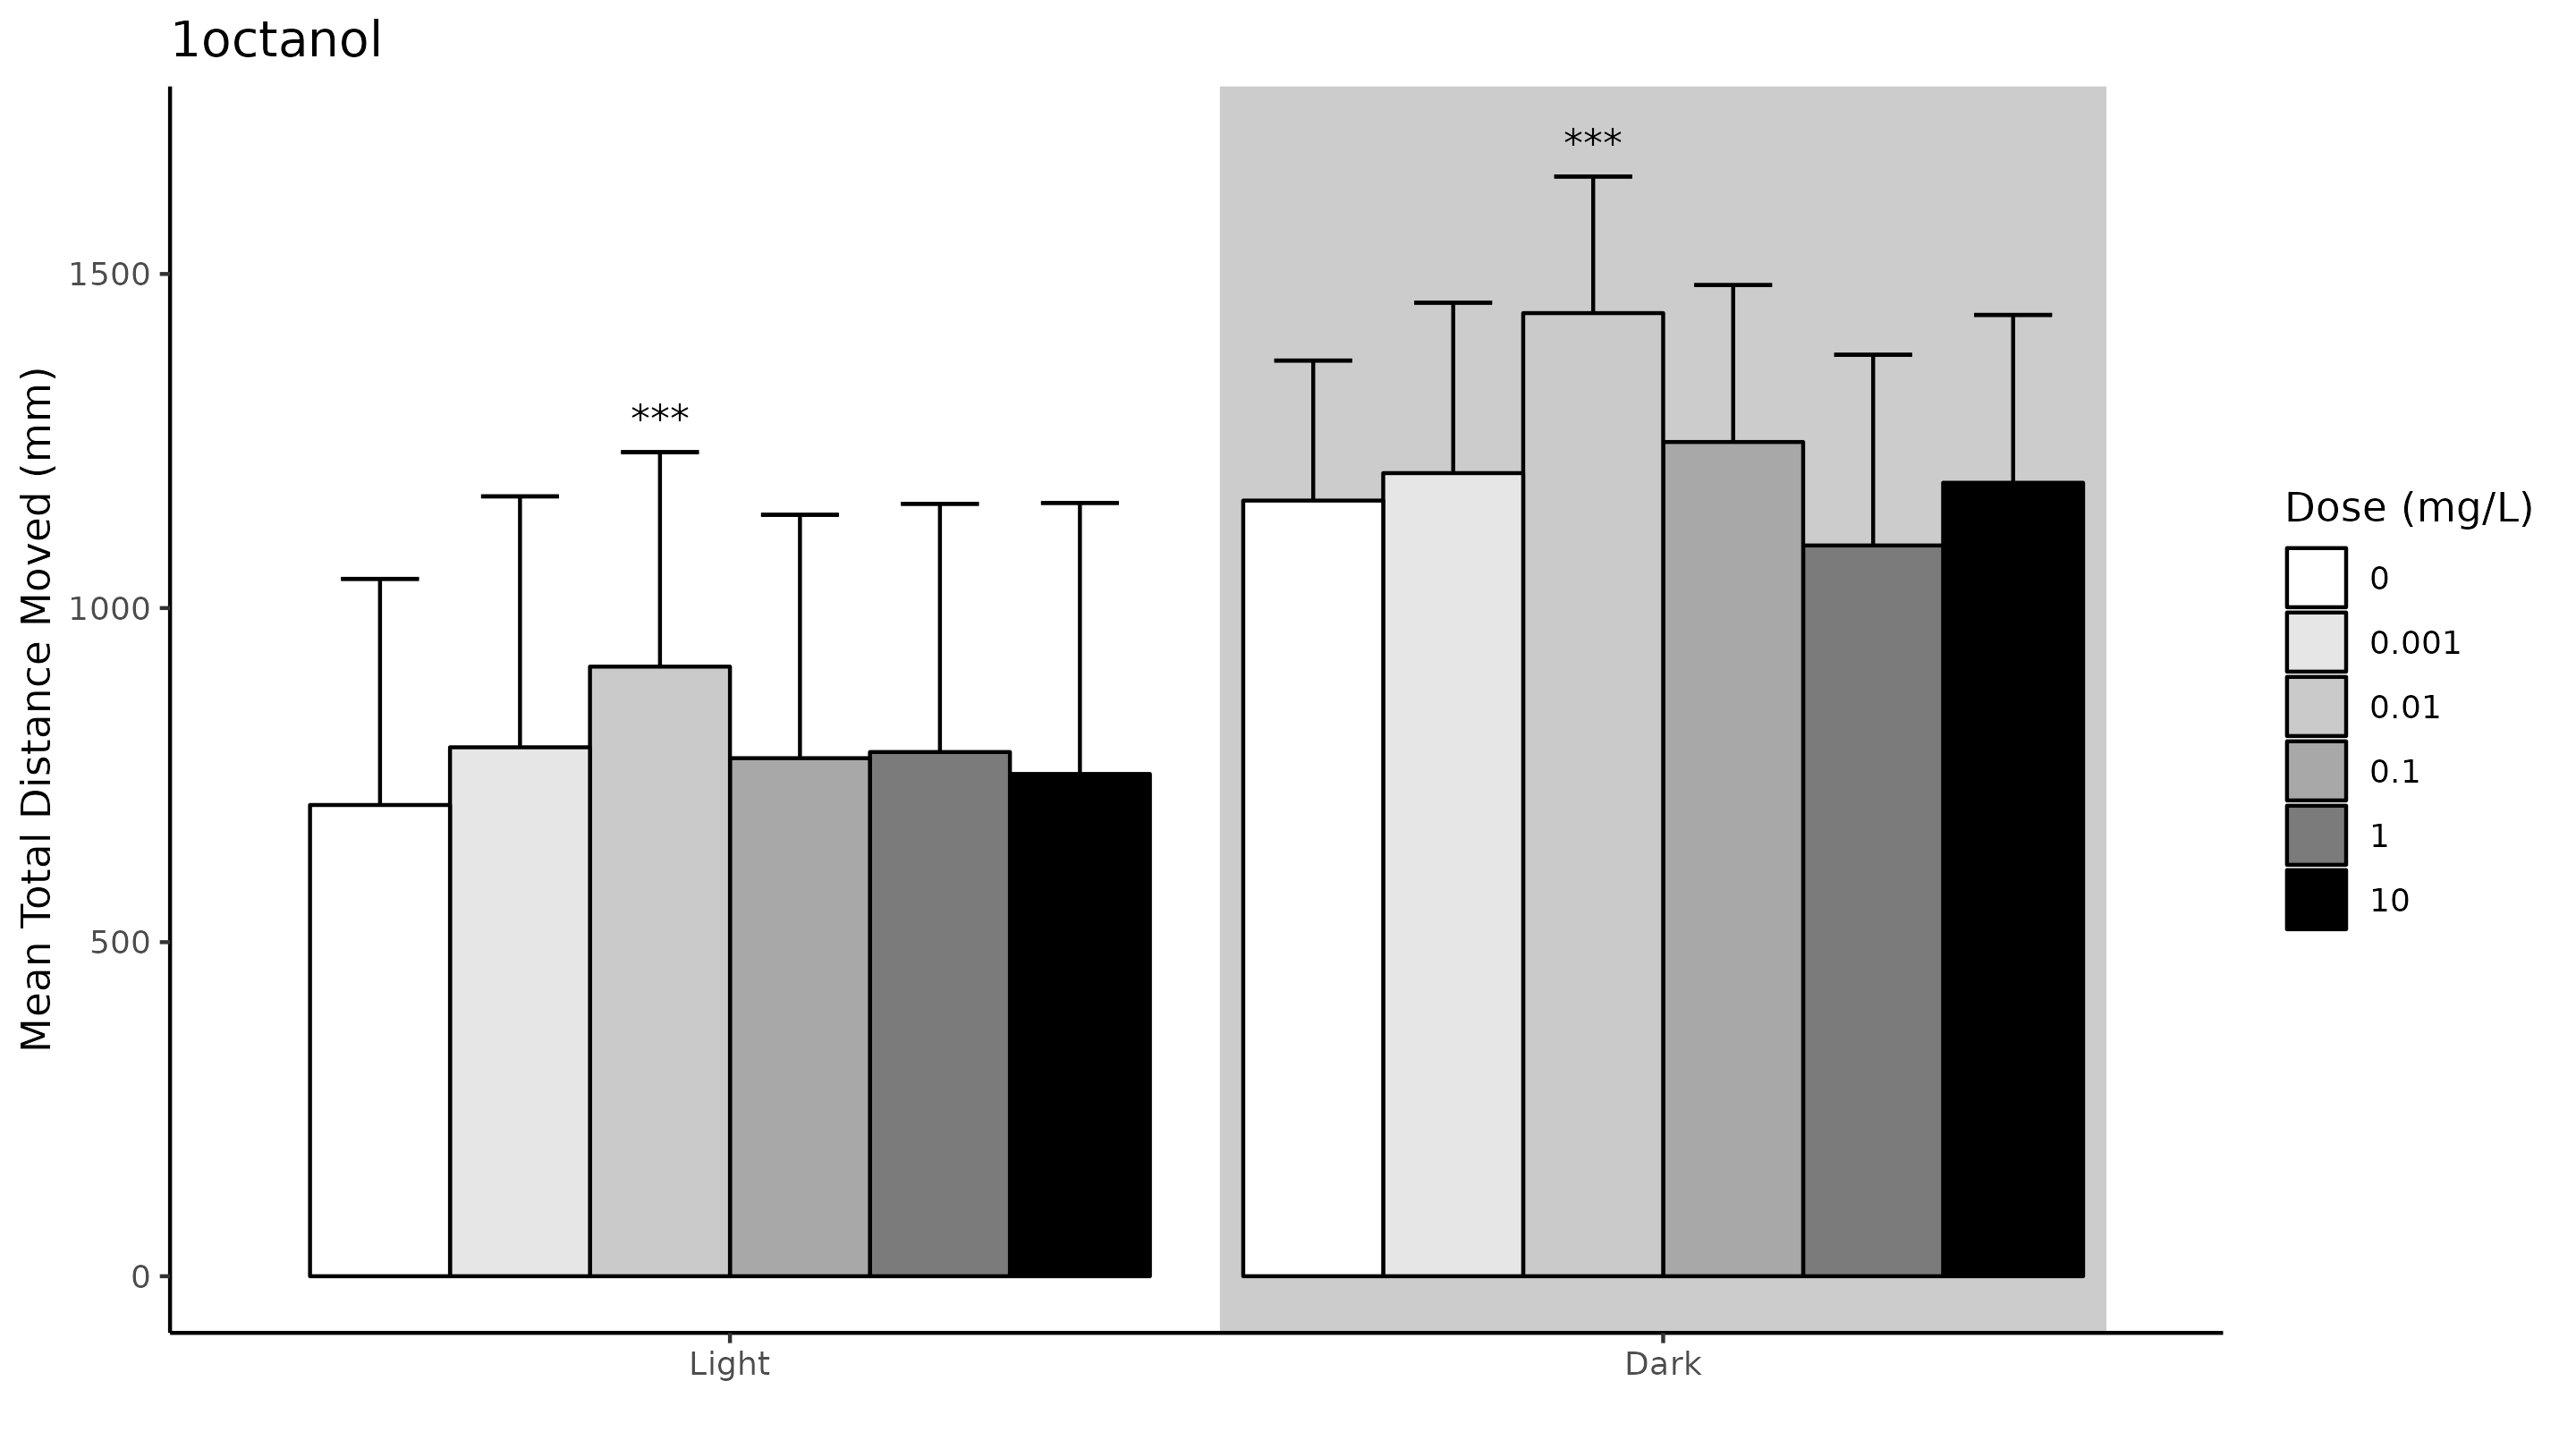 1octanol
***
***
1500
1000
500
0
Mean Total Distance Moved (mm)
Light
Dark
Dose (mg/L)
0
0.001
0.01
0.1
1
10